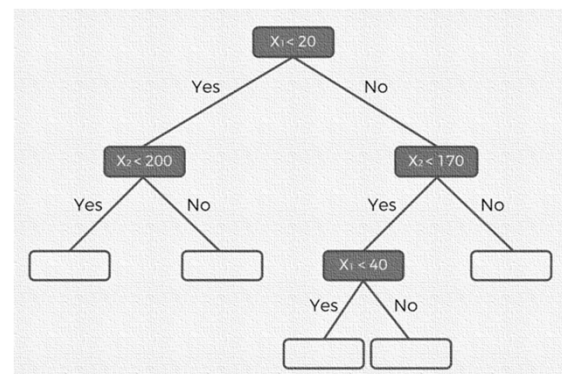 X₁ < 20
Yes
No
X₂ < 200
X₂ < 170
Yes
No
Yes
No
X₁ < 40
Yes
No